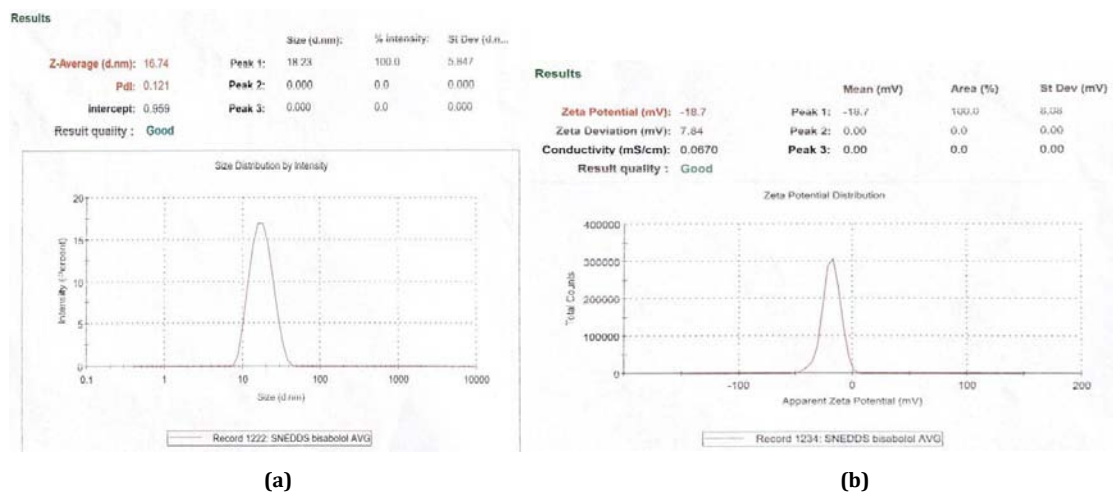 Results
Size (d.nm): % Intensity: St Dev (d.n...
Z-Average (d.nm): 16.74 Peak 1: 18.23 100.0 5.847
PdI: 0.121 Peak 2: 0.000 0.0 0.000
Intercept: 0.959 Peak 3: 0.000 0.0 0.000
Result quality : Good
Size Distribution by Intensity
Intensity (Percent)
20
15
10
5
0
0.1 1 10 100 1000 10000
Size (d.nm)
Record 1222: SNEDDS bisabolol AVG
(a)
Results
Mean (mV) Area (%) St Dev (mV)
Zeta Potential (mV): -18.7 Peak 1: -18.7 100.0 8.08
Zeta Deviation (mV): 7.84 Peak 2: 0.00 0.0 0.00
Conductivity (mS/cm): 0.0670 Peak 3: 0.00 0.0 0.00
Result quality : Good
Zeta Potential Distribution
Total Counts
400000
300000
200000
100000
0
-100 0 100 200
Apparent Zeta Potential (mV)
Record 1234: SNEDDS bisabolol AVG
(b)